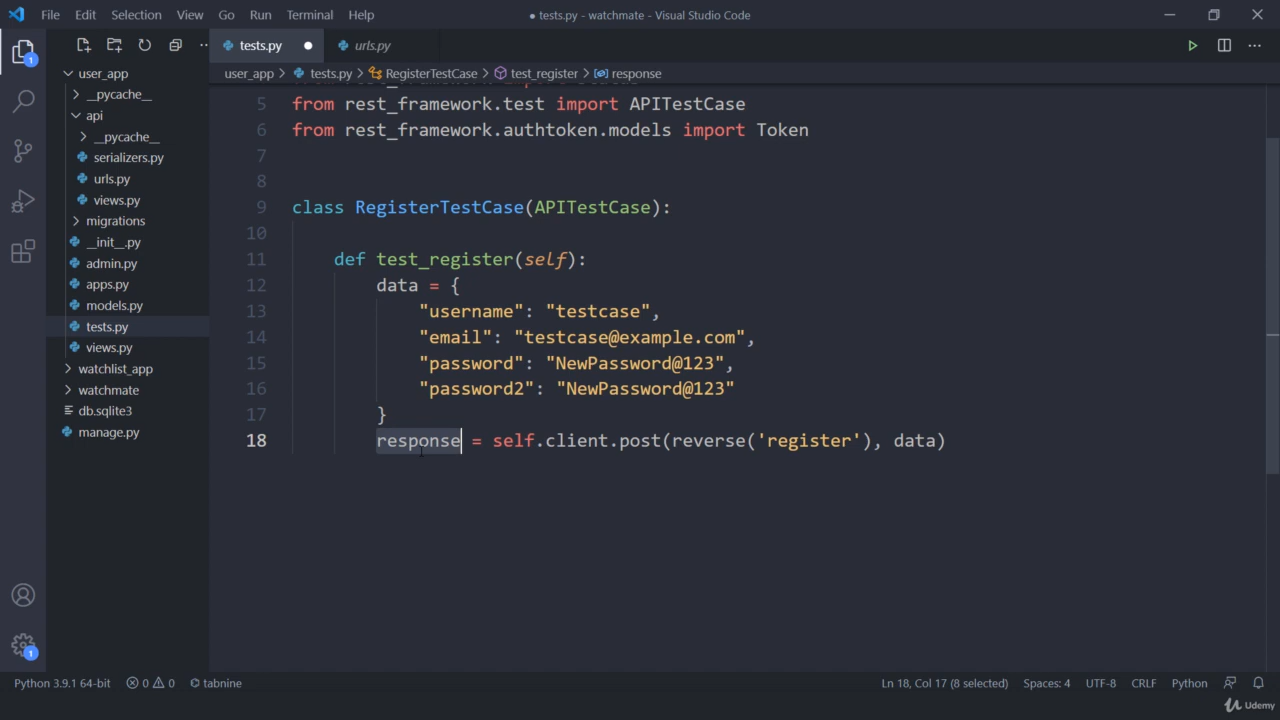 File Edit Selection View Go Run Terminal Help
● tests.py - watchmate - Visual Studio Code
tests.py ● urls.py
user_app > tests.py > RegisterTestCase > test_register > response
user_app
__pycache__
api
__pycache__
serializers.py
urls.py
views.py
migrations
__init__.py
admin.py
apps.py
models.py
tests.py
views.py
watchlist_app
watchmate
db.sqlite3
manage.py
5 from rest_framework.test import APITestCase
6 from rest_framework.authtoken.models import Token
7
8
9 class RegisterTestCase(APITestCase):
10
11 def test_register(self):
12 data = {
13 "username": "testcase",
14 "email": "testcase@example.com",
15 "password": "NewPassword@123",
16 "password2": "NewPassword@123"
17 }
18 response = self.client.post(reverse('register'), data)
1
1
Python 3.9.1 64-bit 0 0 tabnine
Ln 18, Col 17 (8 selected) Spaces: 4 UTF-8 CRLF Python
Udemy